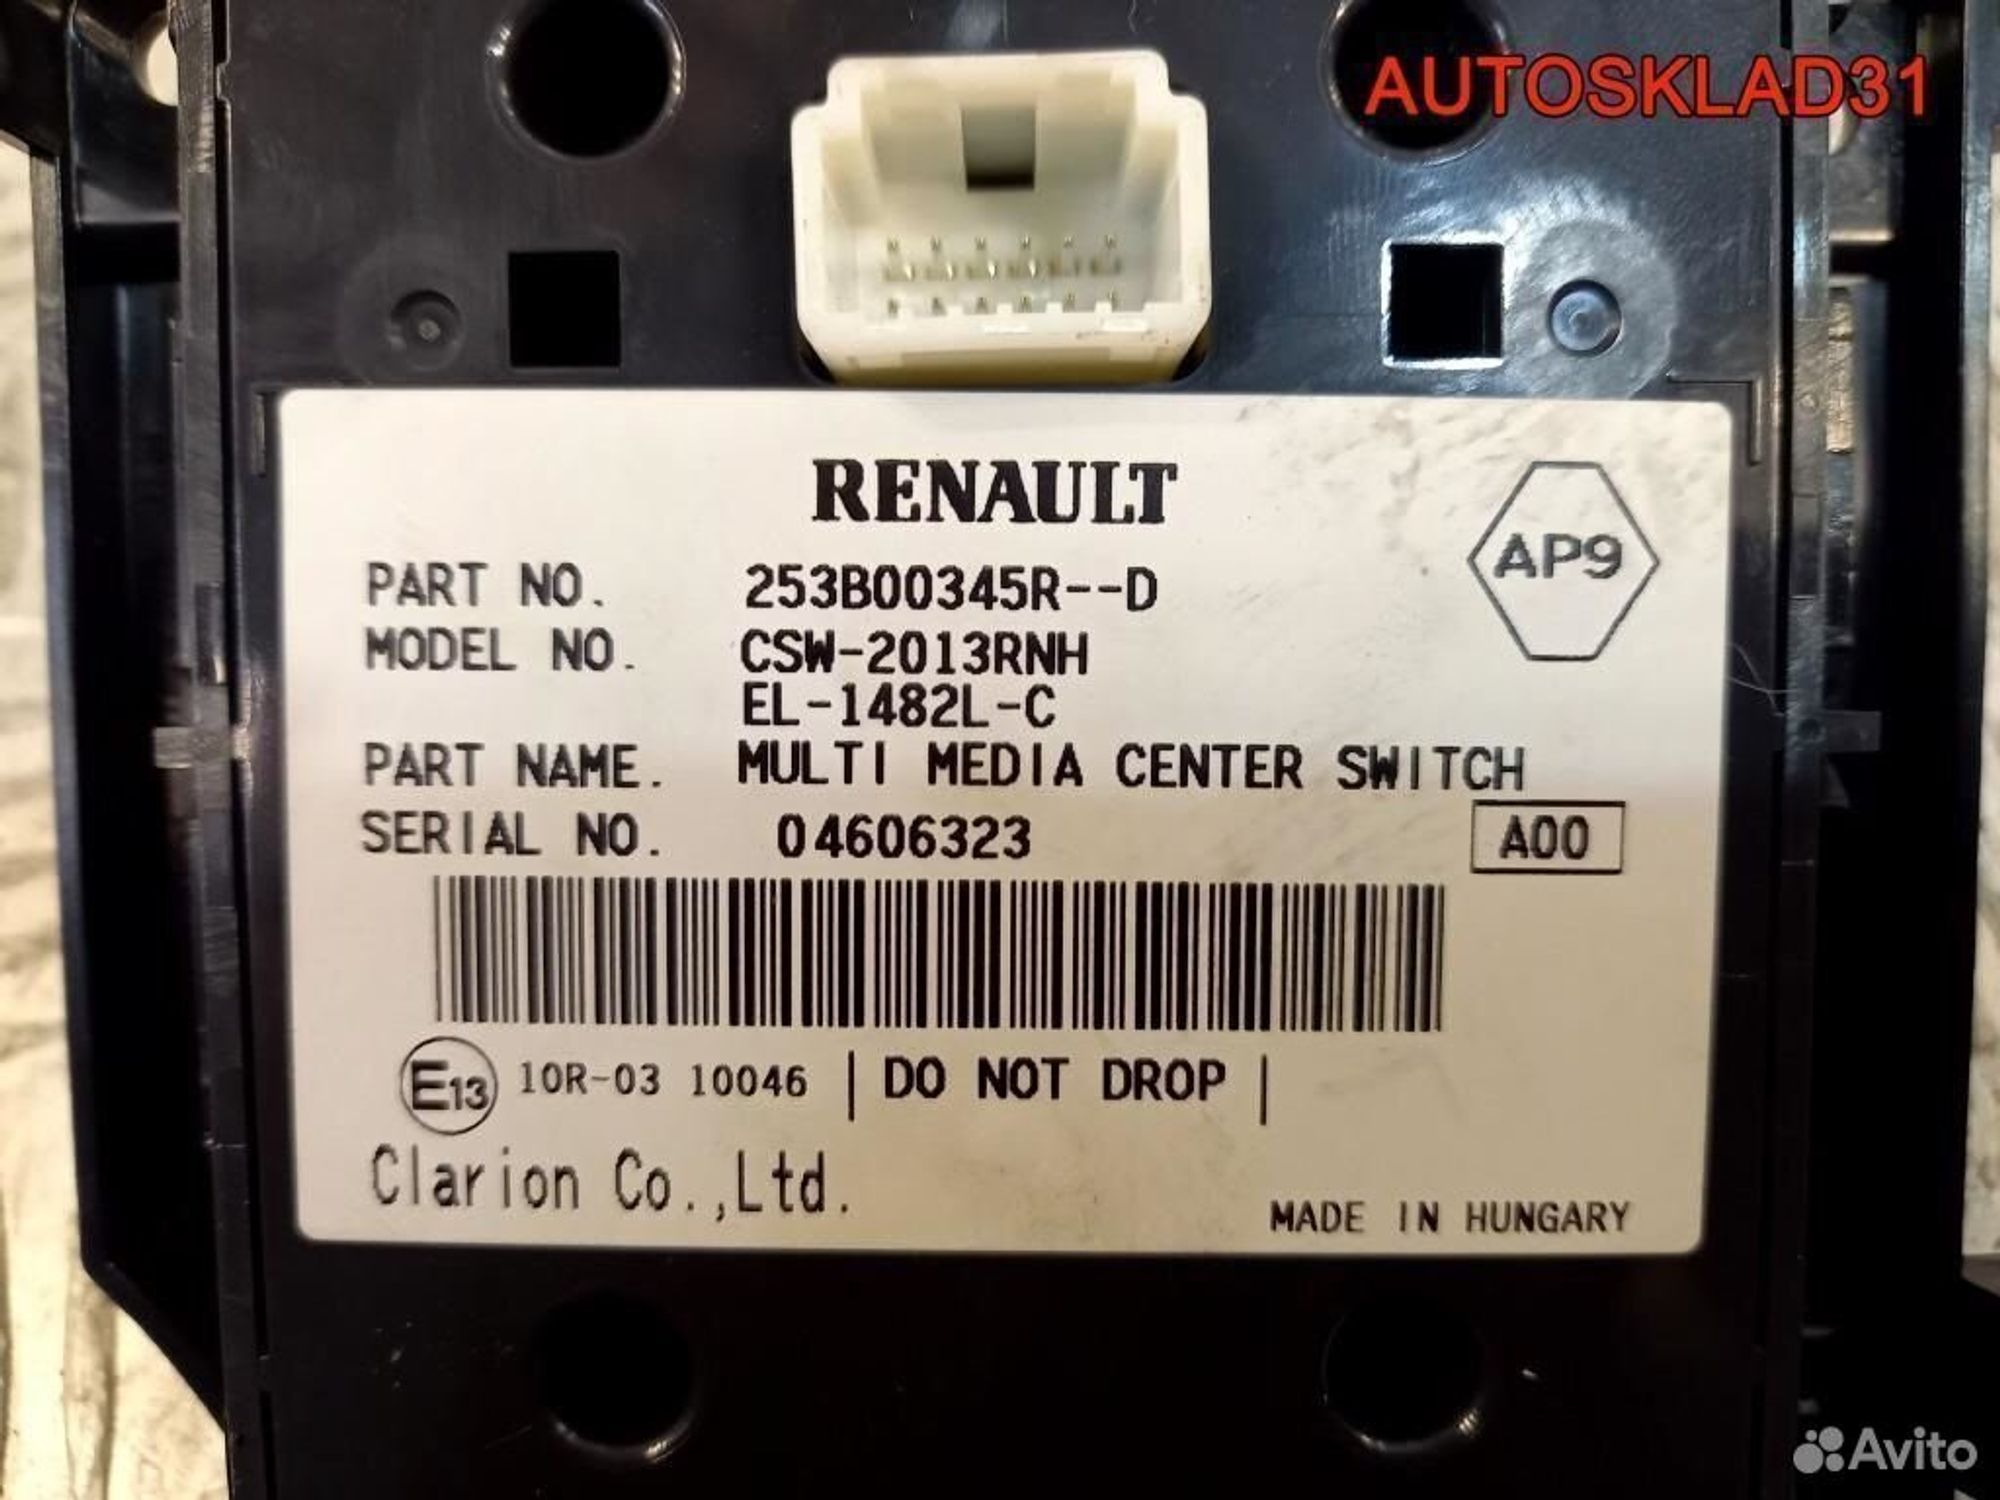 AUTOSKLAD31
RENAULT
AP9
PART NO. 253B00345R--D
MODEL NO. CSW-2013RNH
EL-1482L-C
PART NAME. MULTI MEDIA CENTER SWITCH
SERIAL NO. 04606323
A00
E13 10R-03 10046 | DO NOT DROP |
Clarion Co.,Ltd.
MADE IN HUNGARY
Avito